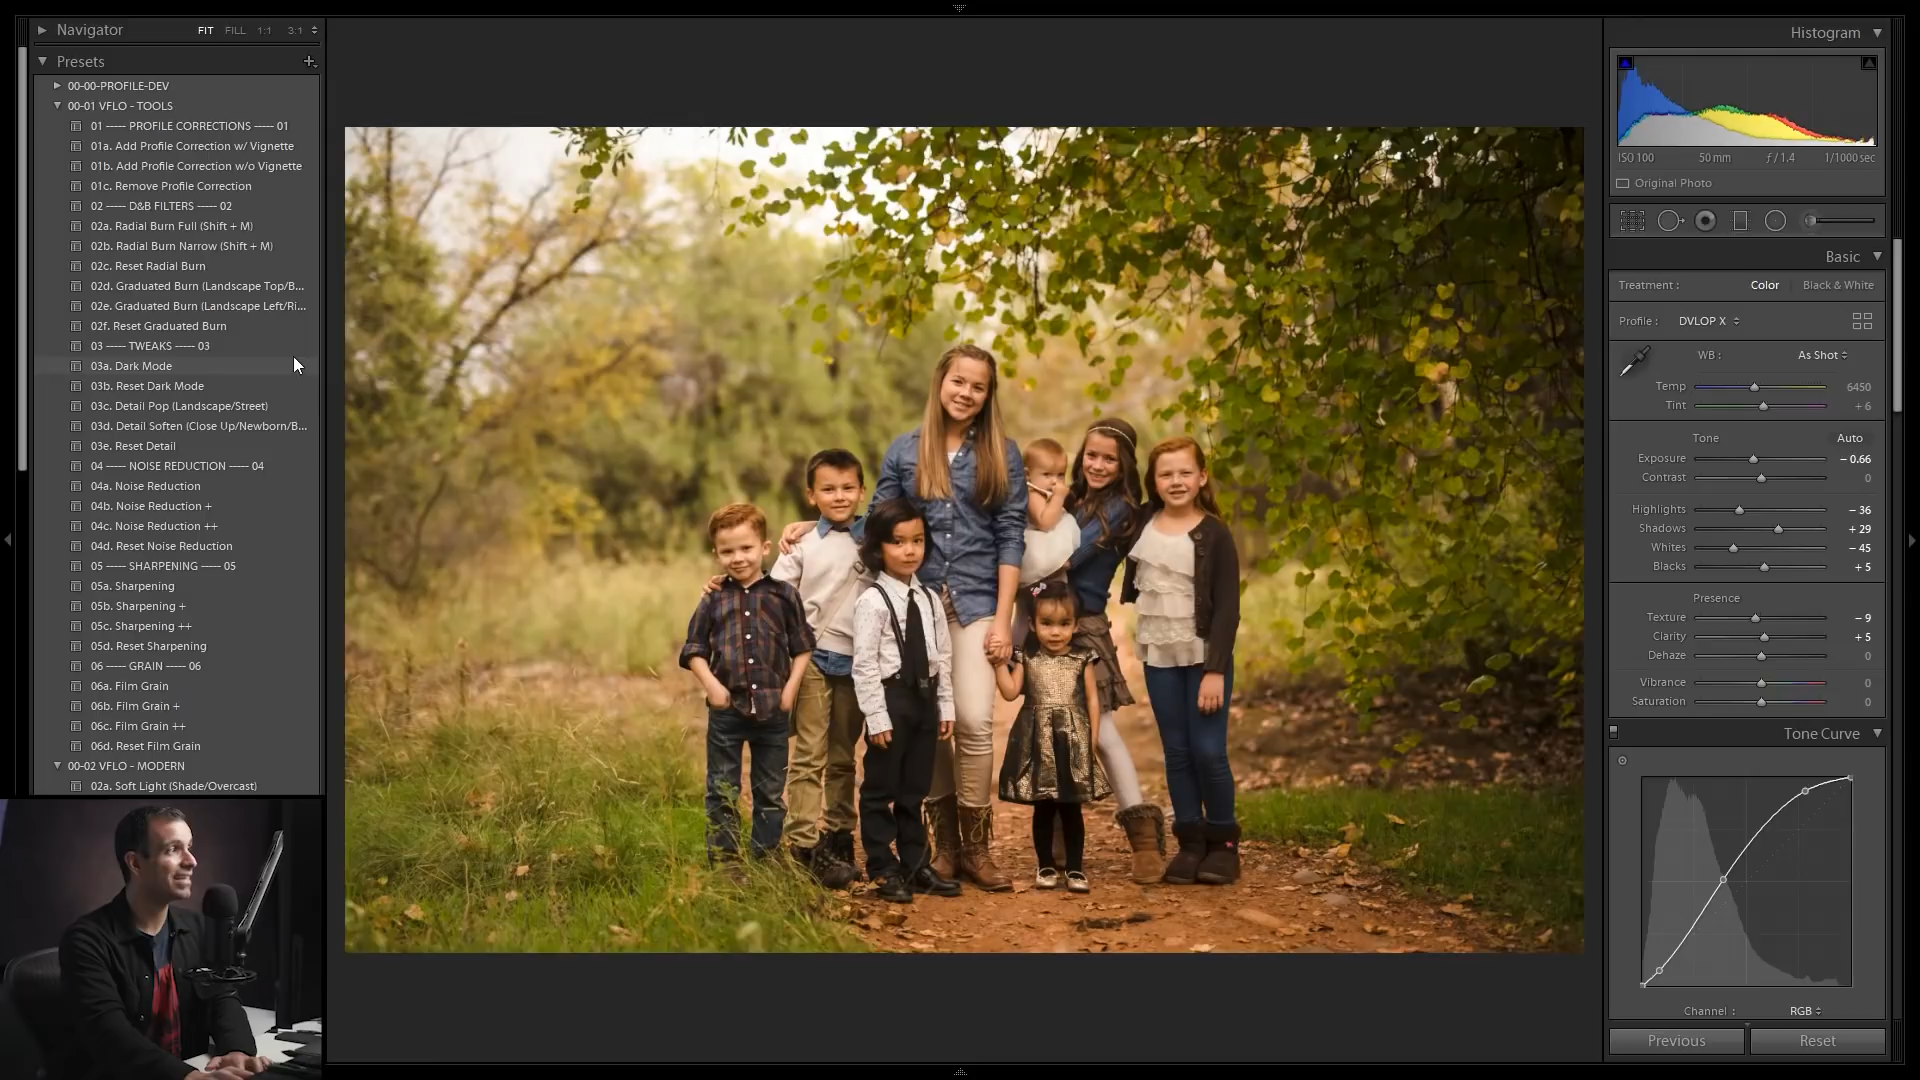 Navigator
FIT FILL 1:1 3:1
Presets
00-00-PROFILE-DEV
00-01 VFLO - TOOLS
01 ----- PROFILE CORRECTIONS ----- 01
01a. Add Profile Correction w/ Vignette
01b. Add Profile Correction w/o Vignette
01c. Remove Profile Correction
02 ----- D&B FILTERS ----- 02
02a. Radial Burn Full (Shift + M)
02b. Radial Burn Narrow (Shift + M)
02c. Reset Radial Burn
02d. Graduated Burn (Landscape Top/B...
02e. Graduated Burn (Landscape Left/Ri...
02f. Reset Graduated Burn
03 ----- TWEAKS ----- 03
03a. Dark Mode
03b. Reset Dark Mode
03c. Detail Pop (Landscape/Street)
03d. Detail Soften (Close Up/Newborn/B...
03e. Reset Detail
04 ----- NOISE REDUCTION ----- 04
04a. Noise Reduction
04b. Noise Reduction +
04c. Noise Reduction ++
04d. Reset Noise Reduction
05 ----- SHARPENING ----- 05
05a. Sharpening
05b. Sharpening +
05c. Sharpening ++
05d. Reset Sharpening
06 ----- GRAIN ----- 06
06a. Film Grain
06b. Film Grain +
06c. Film Grain ++
06d. Reset Film Grain
00-02 VFLO - MODERN
02a. Soft Light (Shade/Overcast)
Histogram
ISO 100 50 mm ƒ / 1.4 1/1000 sec
Original Photo
Basic
Treatment : Color Black & White
Profile : DVLOP X
WB : As Shot
Temp 6450
Tint + 6
Tone Auto
Exposure – 0.66
Contrast 0
Highlights – 36
Shadows + 29
Whites – 45
Blacks + 5
Presence
Texture – 9
Clarity + 5
Dehaze 0
Vibrance 0
Saturation 0
Tone Curve
Channel : RGB
Previous Reset